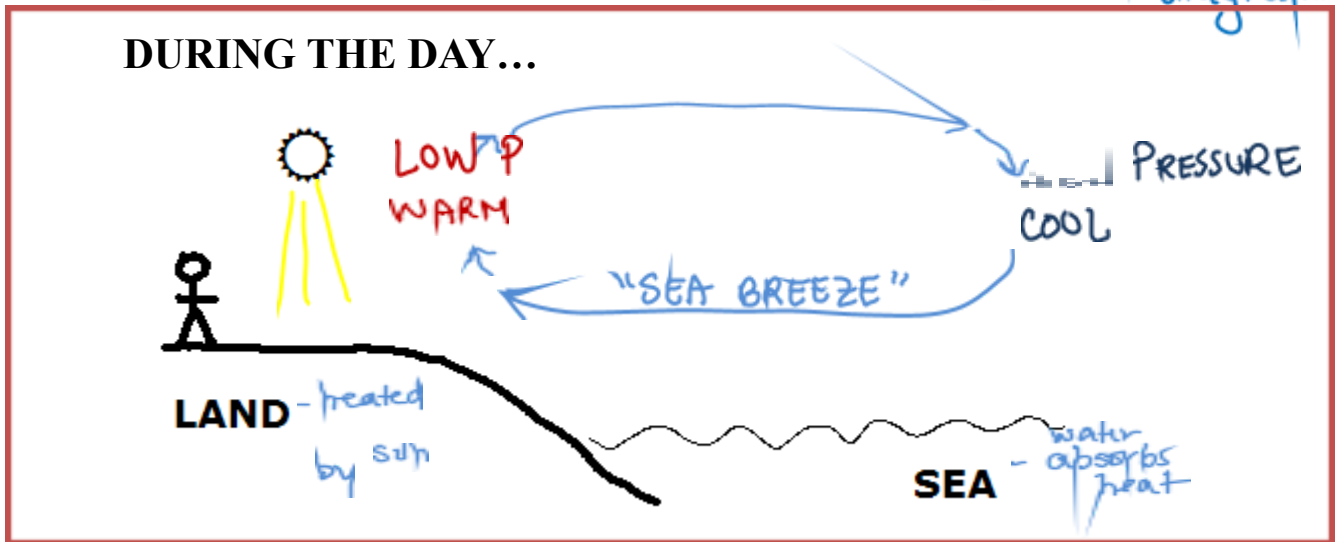 DURING THE DAY...
LOW P
WARM
PRESSURE
COOL
"SEA BREEZE"
LAND - heated
by sun
SEA - water
absorbs
heat